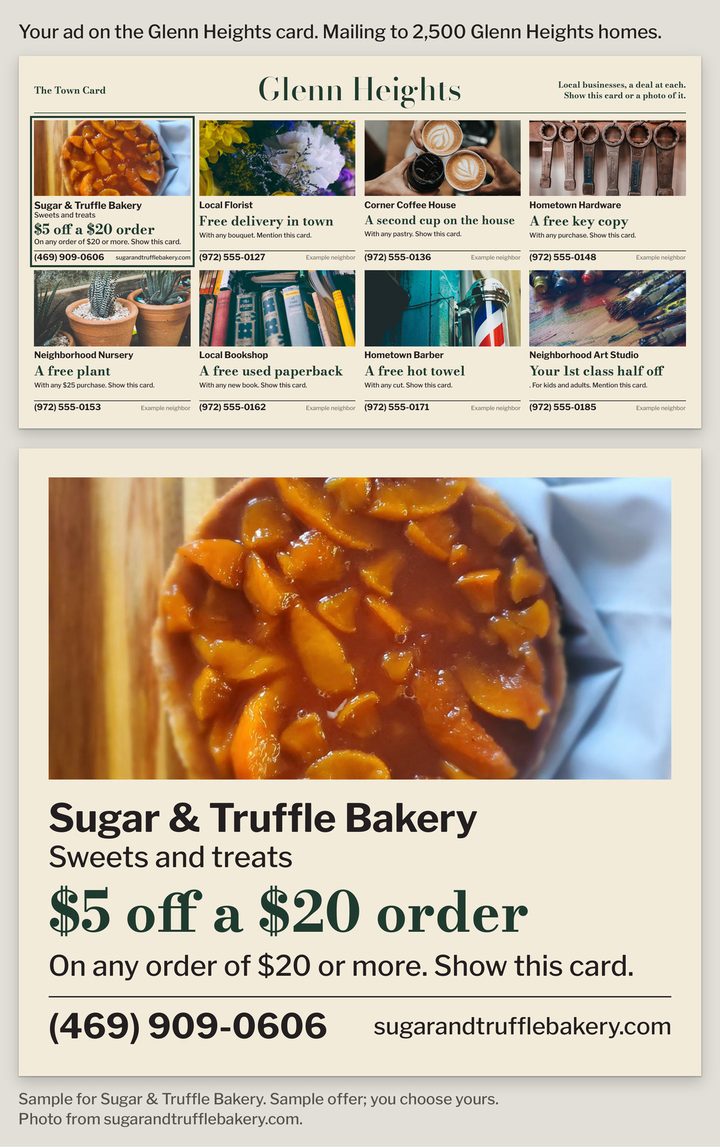 Your ad on the Glenn Heights card. Mailing to 2,500 Glenn Heights homes.
The Town Card
Glenn Heights
Local businesses, a deal at each.
Show this card or a photo of it.
Sugar & Truffle Bakery
Sweets and treats
$5 off a $20 order
On any order of $20 or more. Show this card.
(469) 909-0606 sugarandtrufflebakery.com
Local Florist
Free delivery in town
With any bouquet. Mention this card.
(972) 555-0127 Example neighbor
Corner Coffee House
A second cup on the house
With any pastry. Show this card.
(972) 555-0136 Example neighbor
Hometown Hardware
A free key copy
With any purchase. Show this card.
(972) 555-0148 Example neighbor
Neighborhood Nursery
A free plant
With any $25 purchase. Show this card.
(972) 555-0153 Example neighbor
Local Bookshop
A free used paperback
With any new book. Show this card.
(972) 555-0162 Example neighbor
Hometown Barber
A free hot towel
With any cut. Show this card.
(972) 555-0171 Example neighbor
Neighborhood Art Studio
Your 1st class half off
. For kids and adults. Mention this card.
(972) 555-0185 Example neighbor
Sugar & Truffle Bakery
Sweets and treats
$5 off a $20 order
On any order of $20 or more. Show this card.
(469) 909-0606 sugarandtrufflebakery.com
Sample for Sugar & Truffle Bakery. Sample offer; you choose yours.
Photo from sugarandtrufflebakery.com.